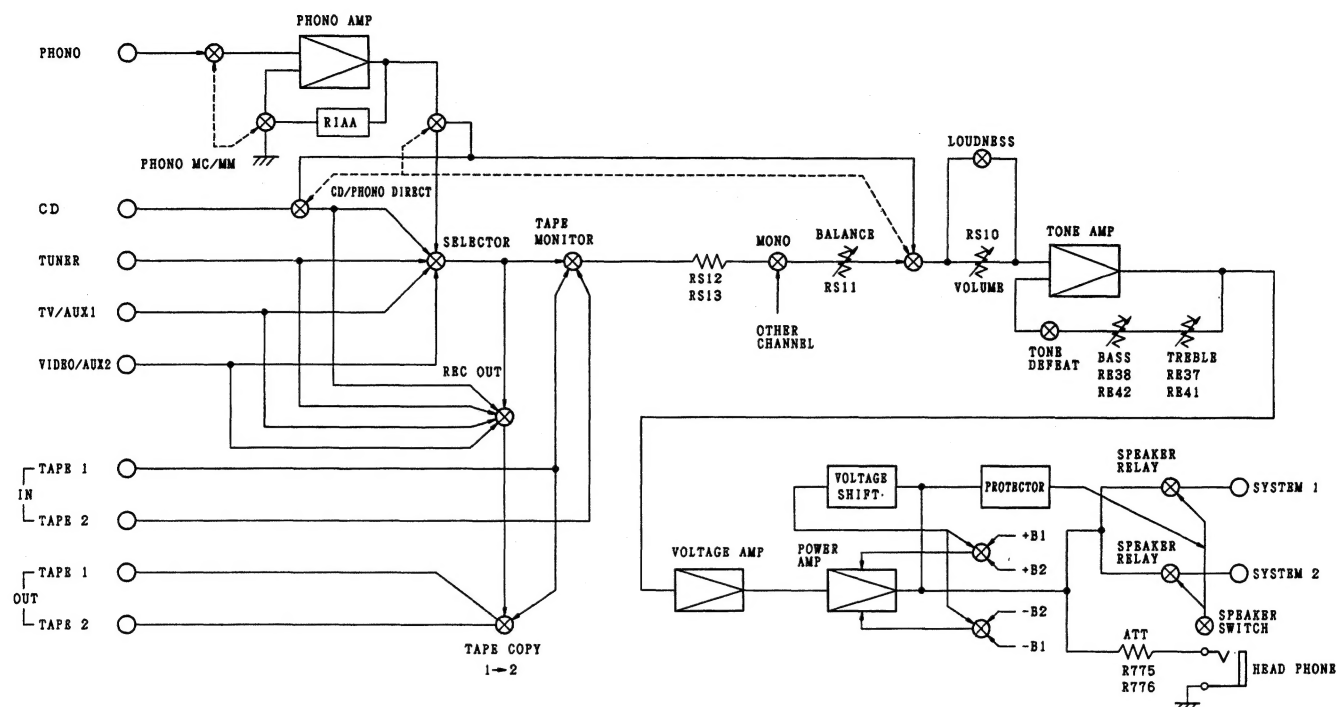 PHONO AMP
PHONO
RIAA
PHONO MC/MM
LOUDNESS
CD/PHONO DIRECT
CD
SELECTOR
TAPE
MONITOR
MONO
BALANCE
RS10
TONE AMP
TUNER
RS12
RS13
RS11
VOLUME
TV/AUX1
OTHER
CHANNEL
TONE
DEFEAT
BASS
RE38
RE42
TREBLE
RE37
RE41
VIDEO/AUX2
REC OUT
TAPE 1
IN
TAPE 2
VOLTAGE
SHIFT
PROTECTOR
SPEAKER
RELAY
SYSTEM 1
+B1
+B2
VOLTAGE AMP
POWER
AMP
SPEAKER
RELAY
SYSTEM 2
TAPE 1
OUT
TAPE 2
-B2
-B1
SPEAKER
SWITCH
TAPE COPY
1→2
ATT
R775
R776
HEAD PHONE